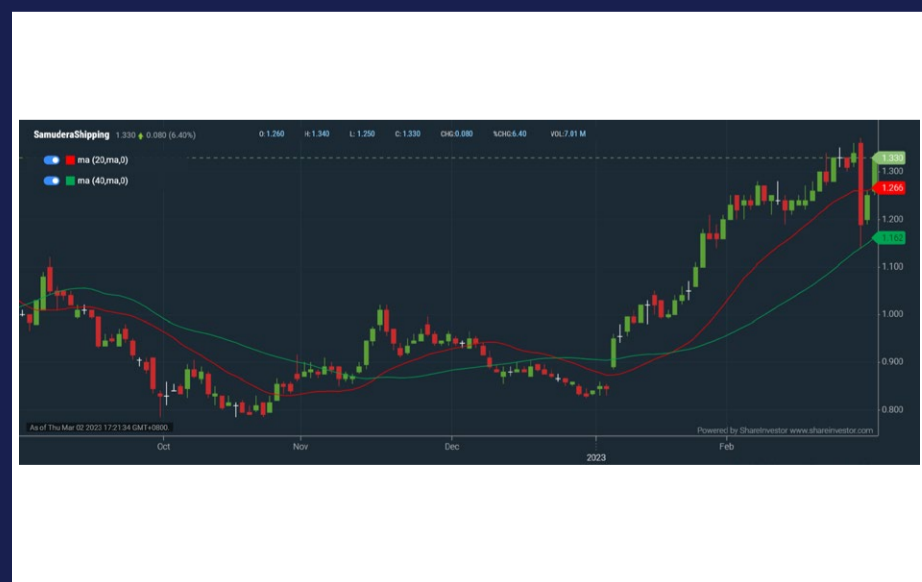 SamuderaShipping 1.330 0.080 (6.40%) O:1.260 H:1.340 L: 1.250 C:1.330 CHG:0.080 %CHG:6.40 VOL:7.01 M
ma (20,ma,0)
ma (40,ma,0)
1.330
1.300
1.266
1.200
1.162
1.100
1.000
0.900
0.800
As of Thu Mar 02 2023 17:21:34 GMT+0800.
Powered by ShareInvestor www.shareinvestor.com
Oct Nov Dec Feb
2023